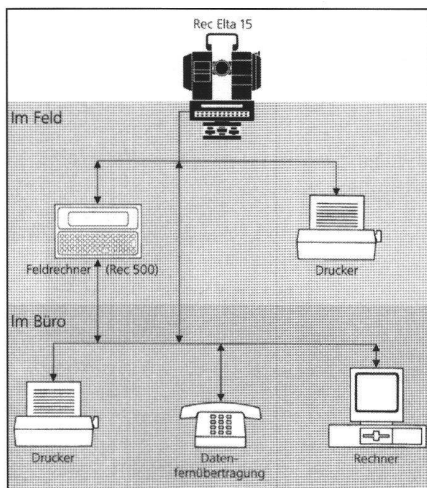 Rec Elta 15
Im Feld
Feldrechner (Rec 500)
Drucker
Im Büro
Drucker
Daten-
fernübertragung
Rechner